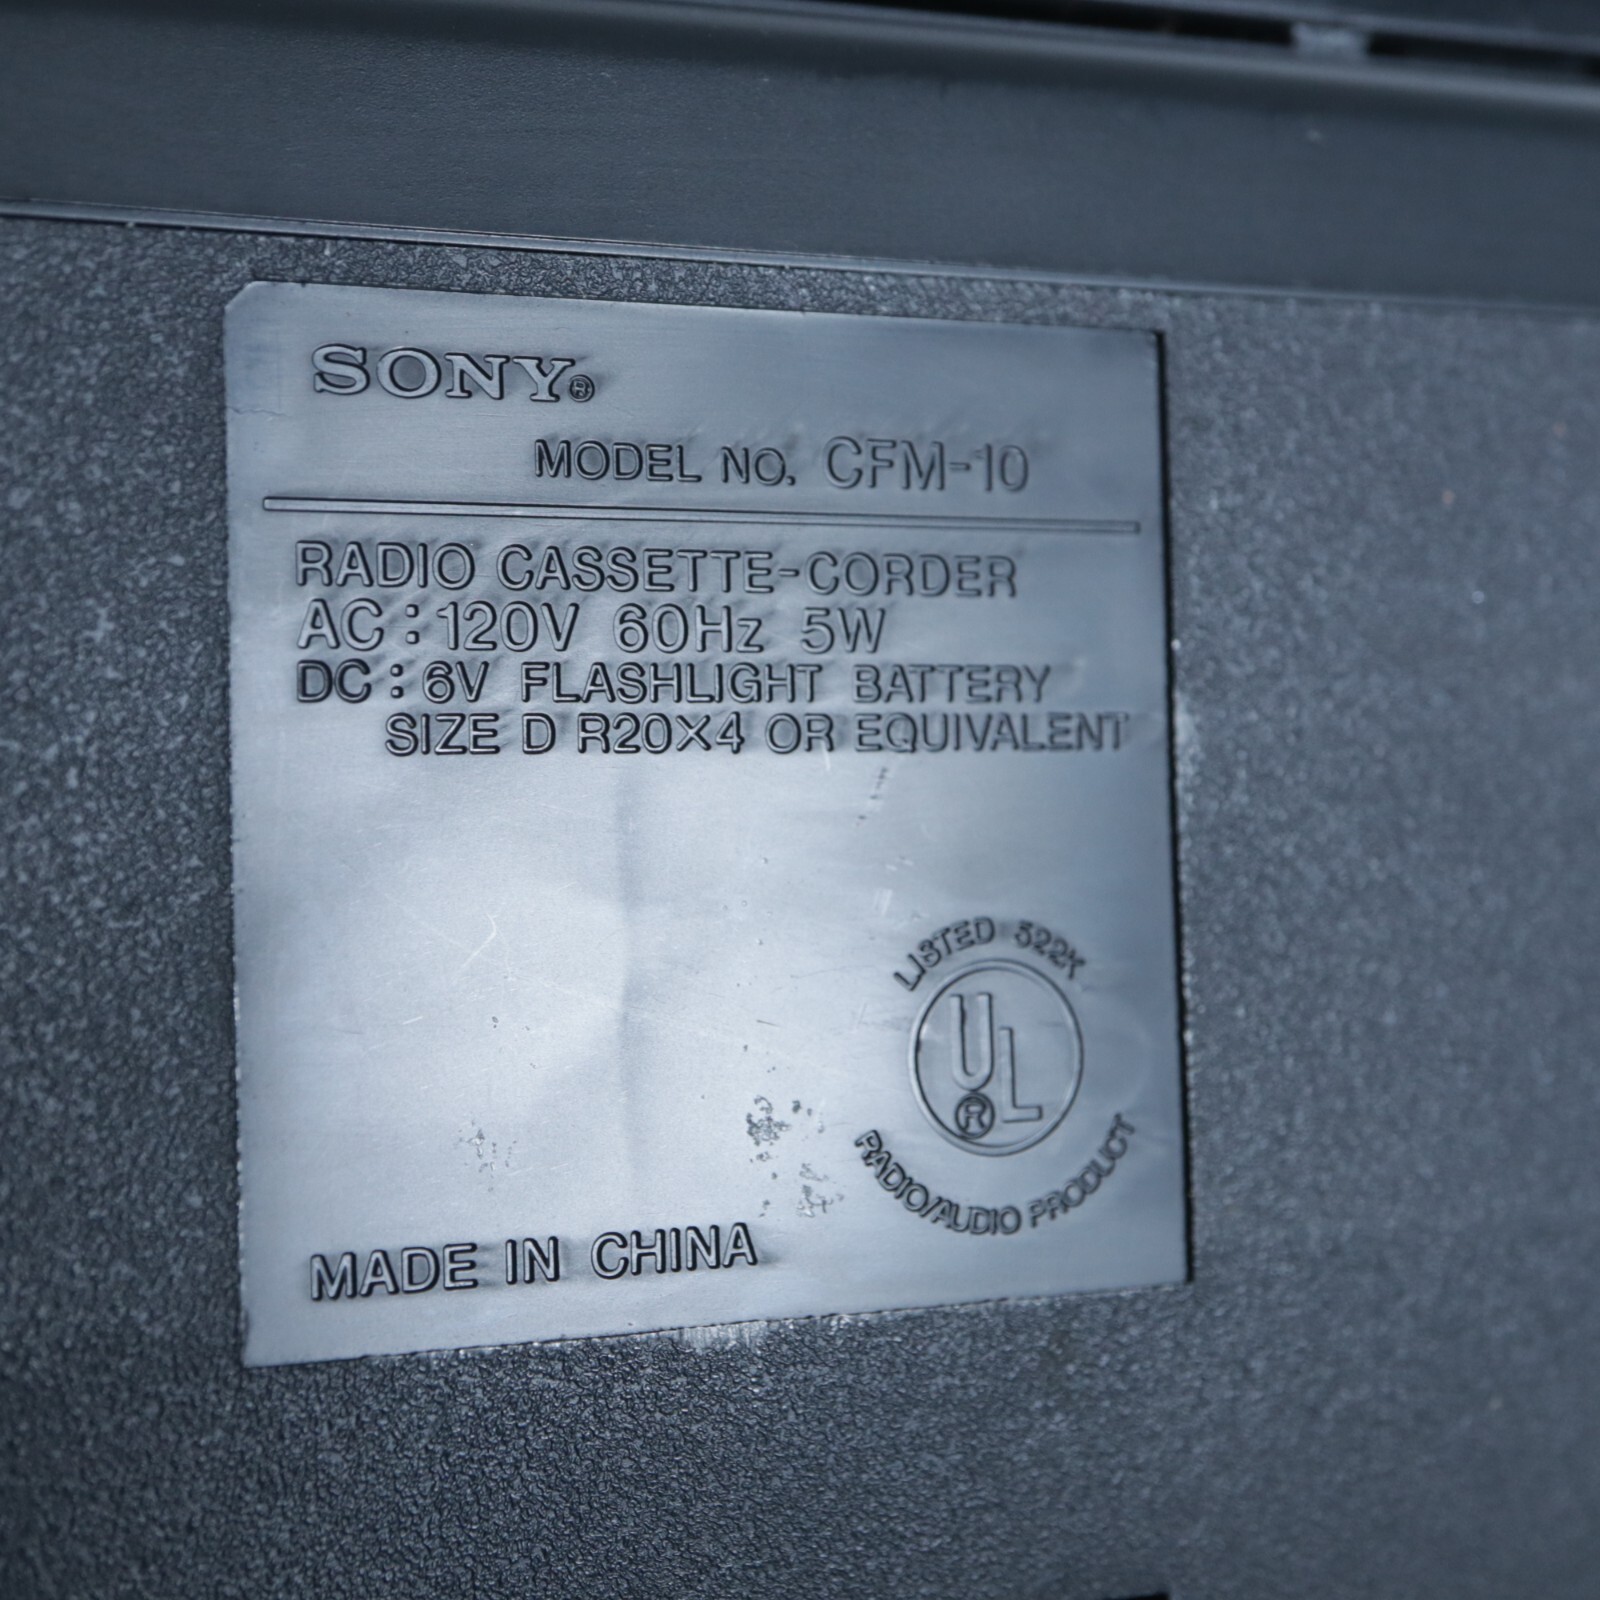 SONY®
MODEL NO. CFM-10
RADIO CASSETTE-CORDER
AC : 120V 60Hz 5W
DC : 6V FLASHLIGHT BATTERY
SIZE D R20×4 OR EQUIVALENT
LISTED 522K
UL®
RADIO/AUDIO PRODUCT
MADE IN CHINA